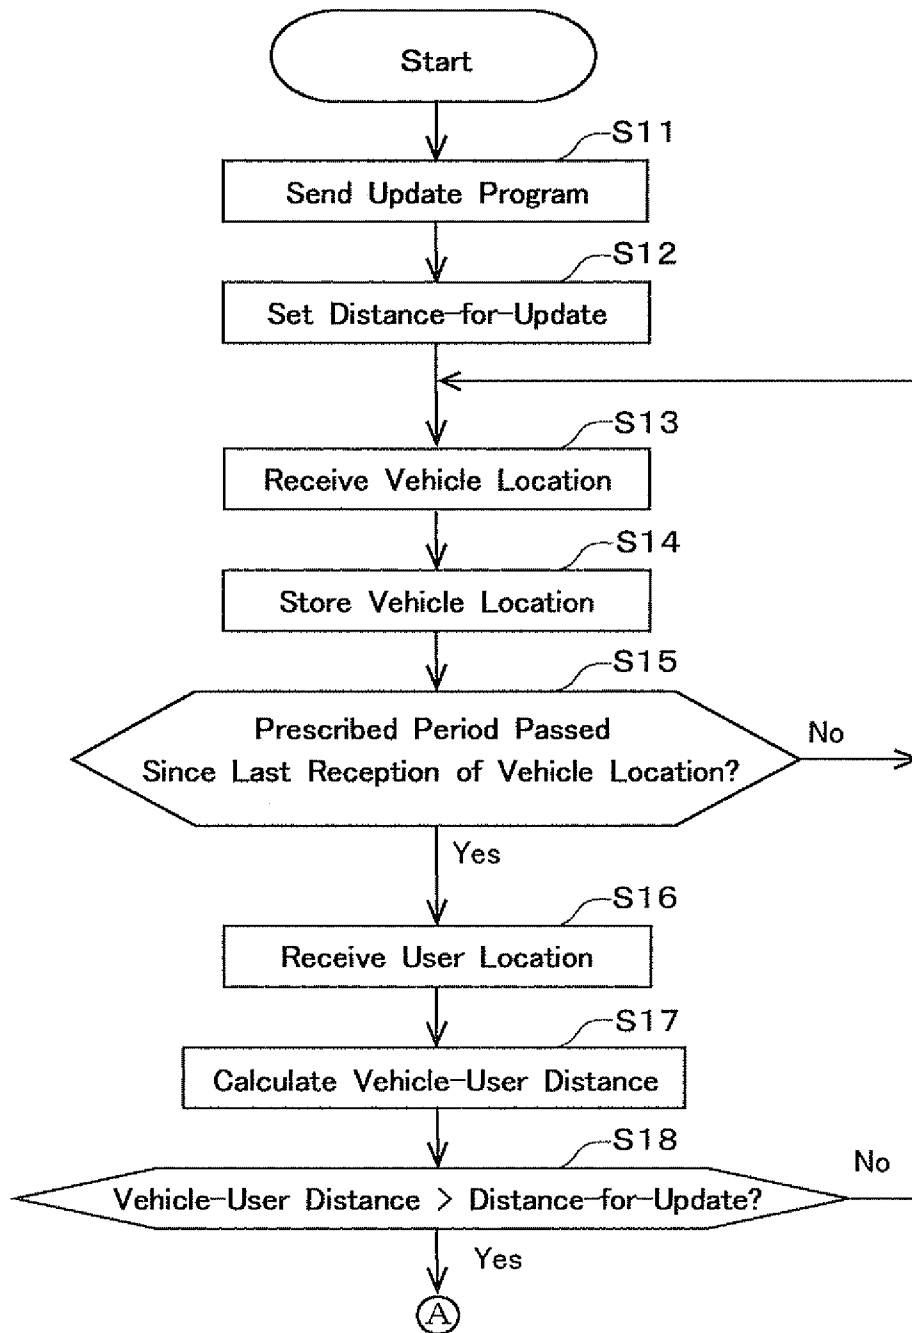 Start
S11
Send Update Program
S12
Set Distance-for-Update
S13
Receive Vehicle Location
S14
Store Vehicle Location
S15
Prescribed Period Passed
Since Last Reception of Vehicle Location?
No
Yes
S16
Receive User Location
S17
Calculate Vehicle-User Distance
S18
Vehicle-User Distance > Distance-for-Update?
No
Yes
A